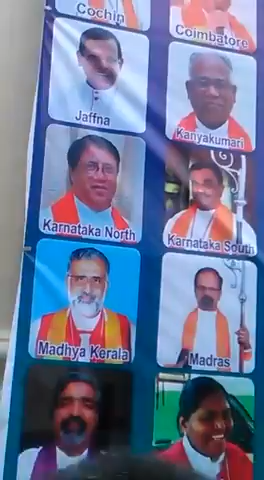 Cochin
Coimbatore
Jaffna
Kanyakumari
Karnataka North
Karnataka South
Madhya Kerala
Madras